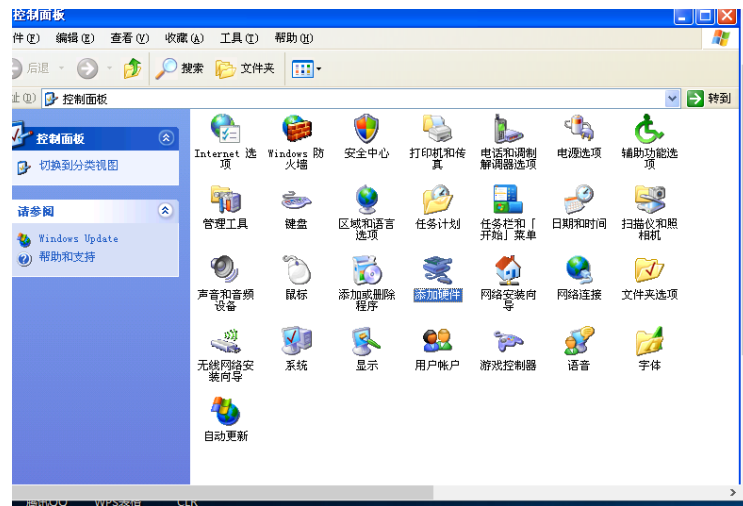 控制面板
件(F) 编辑(E) 查看(V) 收藏(A) 工具(T) 帮助(H)
后退 搜索 文件夹
址(D) 控制面板 转到
控制面板
切换到分类视图
请参阅
Windows Update
帮助和支持
Internet 选
项
Windows 防
火墙
安全中心
打印机和传
真
电话和调制
解调器选项
电源选项
辅助功能选
项
管理工具
键盘
区域和语言
选项
任务计划
任务栏和「
开始」菜单
日期和时间
扫描仪和照
相机
声音和音频
设备
鼠标
添加或删除
程序
添加硬件
网络安装向
导
网络连接
文件夹选项
无线网络安
装向导
系统
显示
用户帐户
游戏控制器
语音
字体
自动更新